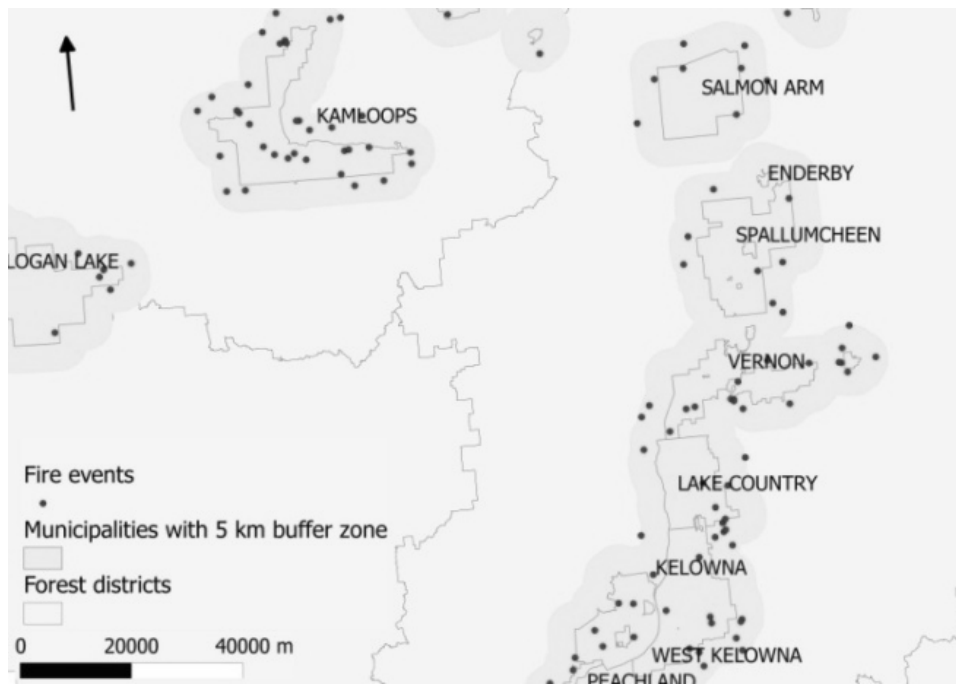 KAMLOOPS
SALMON ARM
ENDERBY
SPALLUMCHEEN
LOGAN LAKE
VERNON
LAKE COUNTRY
KELOWNA
WEST KELOWNA
PEACHLAND
Fire events
Municipalities with 5 km buffer zone
Forest districts
0 20000 40000 m